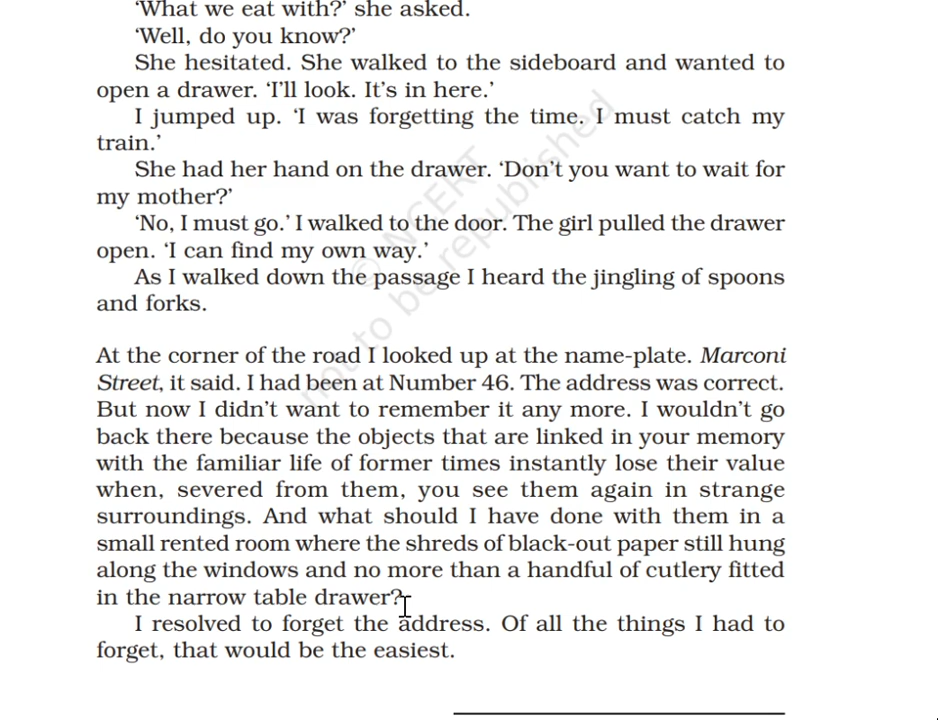 ‘What we eat with?’ she asked.
‘Well, do you know?’
She hesitated. She walked to the sideboard and wanted to
open a drawer. ‘I’ll look. It’s in here.’
I jumped up. ‘I was forgetting the time. I must catch my
train.’
She had her hand on the drawer. ‘Don’t you want to wait for
my mother?’
‘No, I must go.’ I walked to the door. The girl pulled the drawer
open. ‘I can find my own way.’
As I walked down the passage I heard the jingling of spoons
and forks.
At the corner of the road I looked up at the name-plate. Marconi
Street, it said. I had been at Number 46. The address was correct.
But now I didn’t want to remember it any more. I wouldn’t go
back there because the objects that are linked in your memory
with the familiar life of former times instantly lose their value
when, severed from them, you see them again in strange
surroundings. And what should I have done with them in a
small rented room where the shreds of black-out paper still hung
along the windows and no more than a handful of cutlery fitted
in the narrow table drawer?
I resolved to forget the address. Of all the things I had to
forget, that would be the easiest.
© NCERT
not to be republished